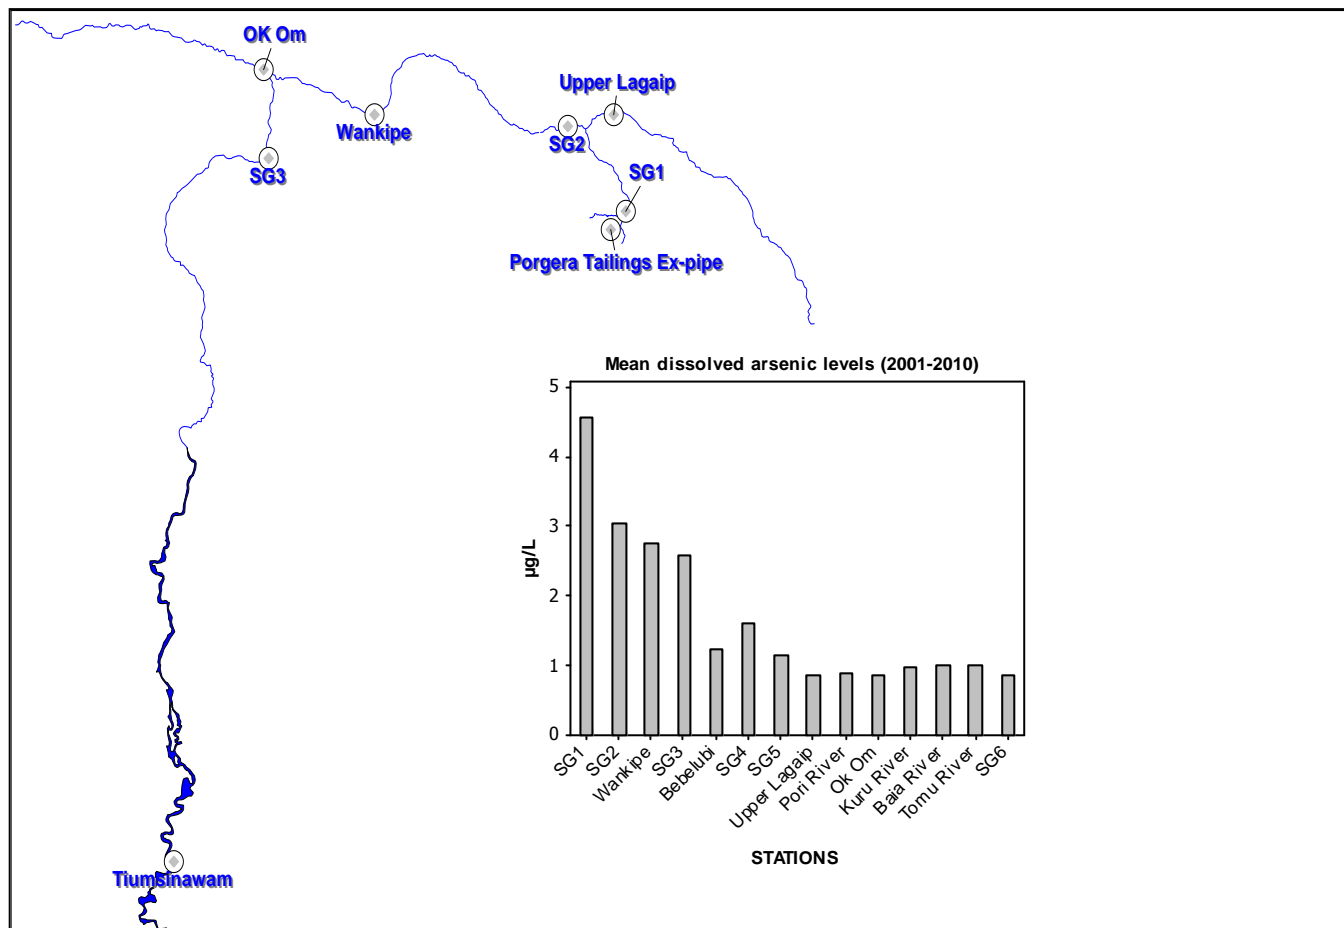 OK Om
Upper Lagaip
Wankipe
SG2
SG1
SG3
Porgera Tailings Ex-pipe
Mean dissolved arsenic levels (2001-2010)
5
4
3
2
1
0
µg/L
SG1
SG2
Wankipe
SG3
Bebelubi
SG4
SG5
Upper Lagaip
Pori River
Ok Om
Kuru River
Baia River
Tomu River
SG6
STATIONS
Tiumsinawam